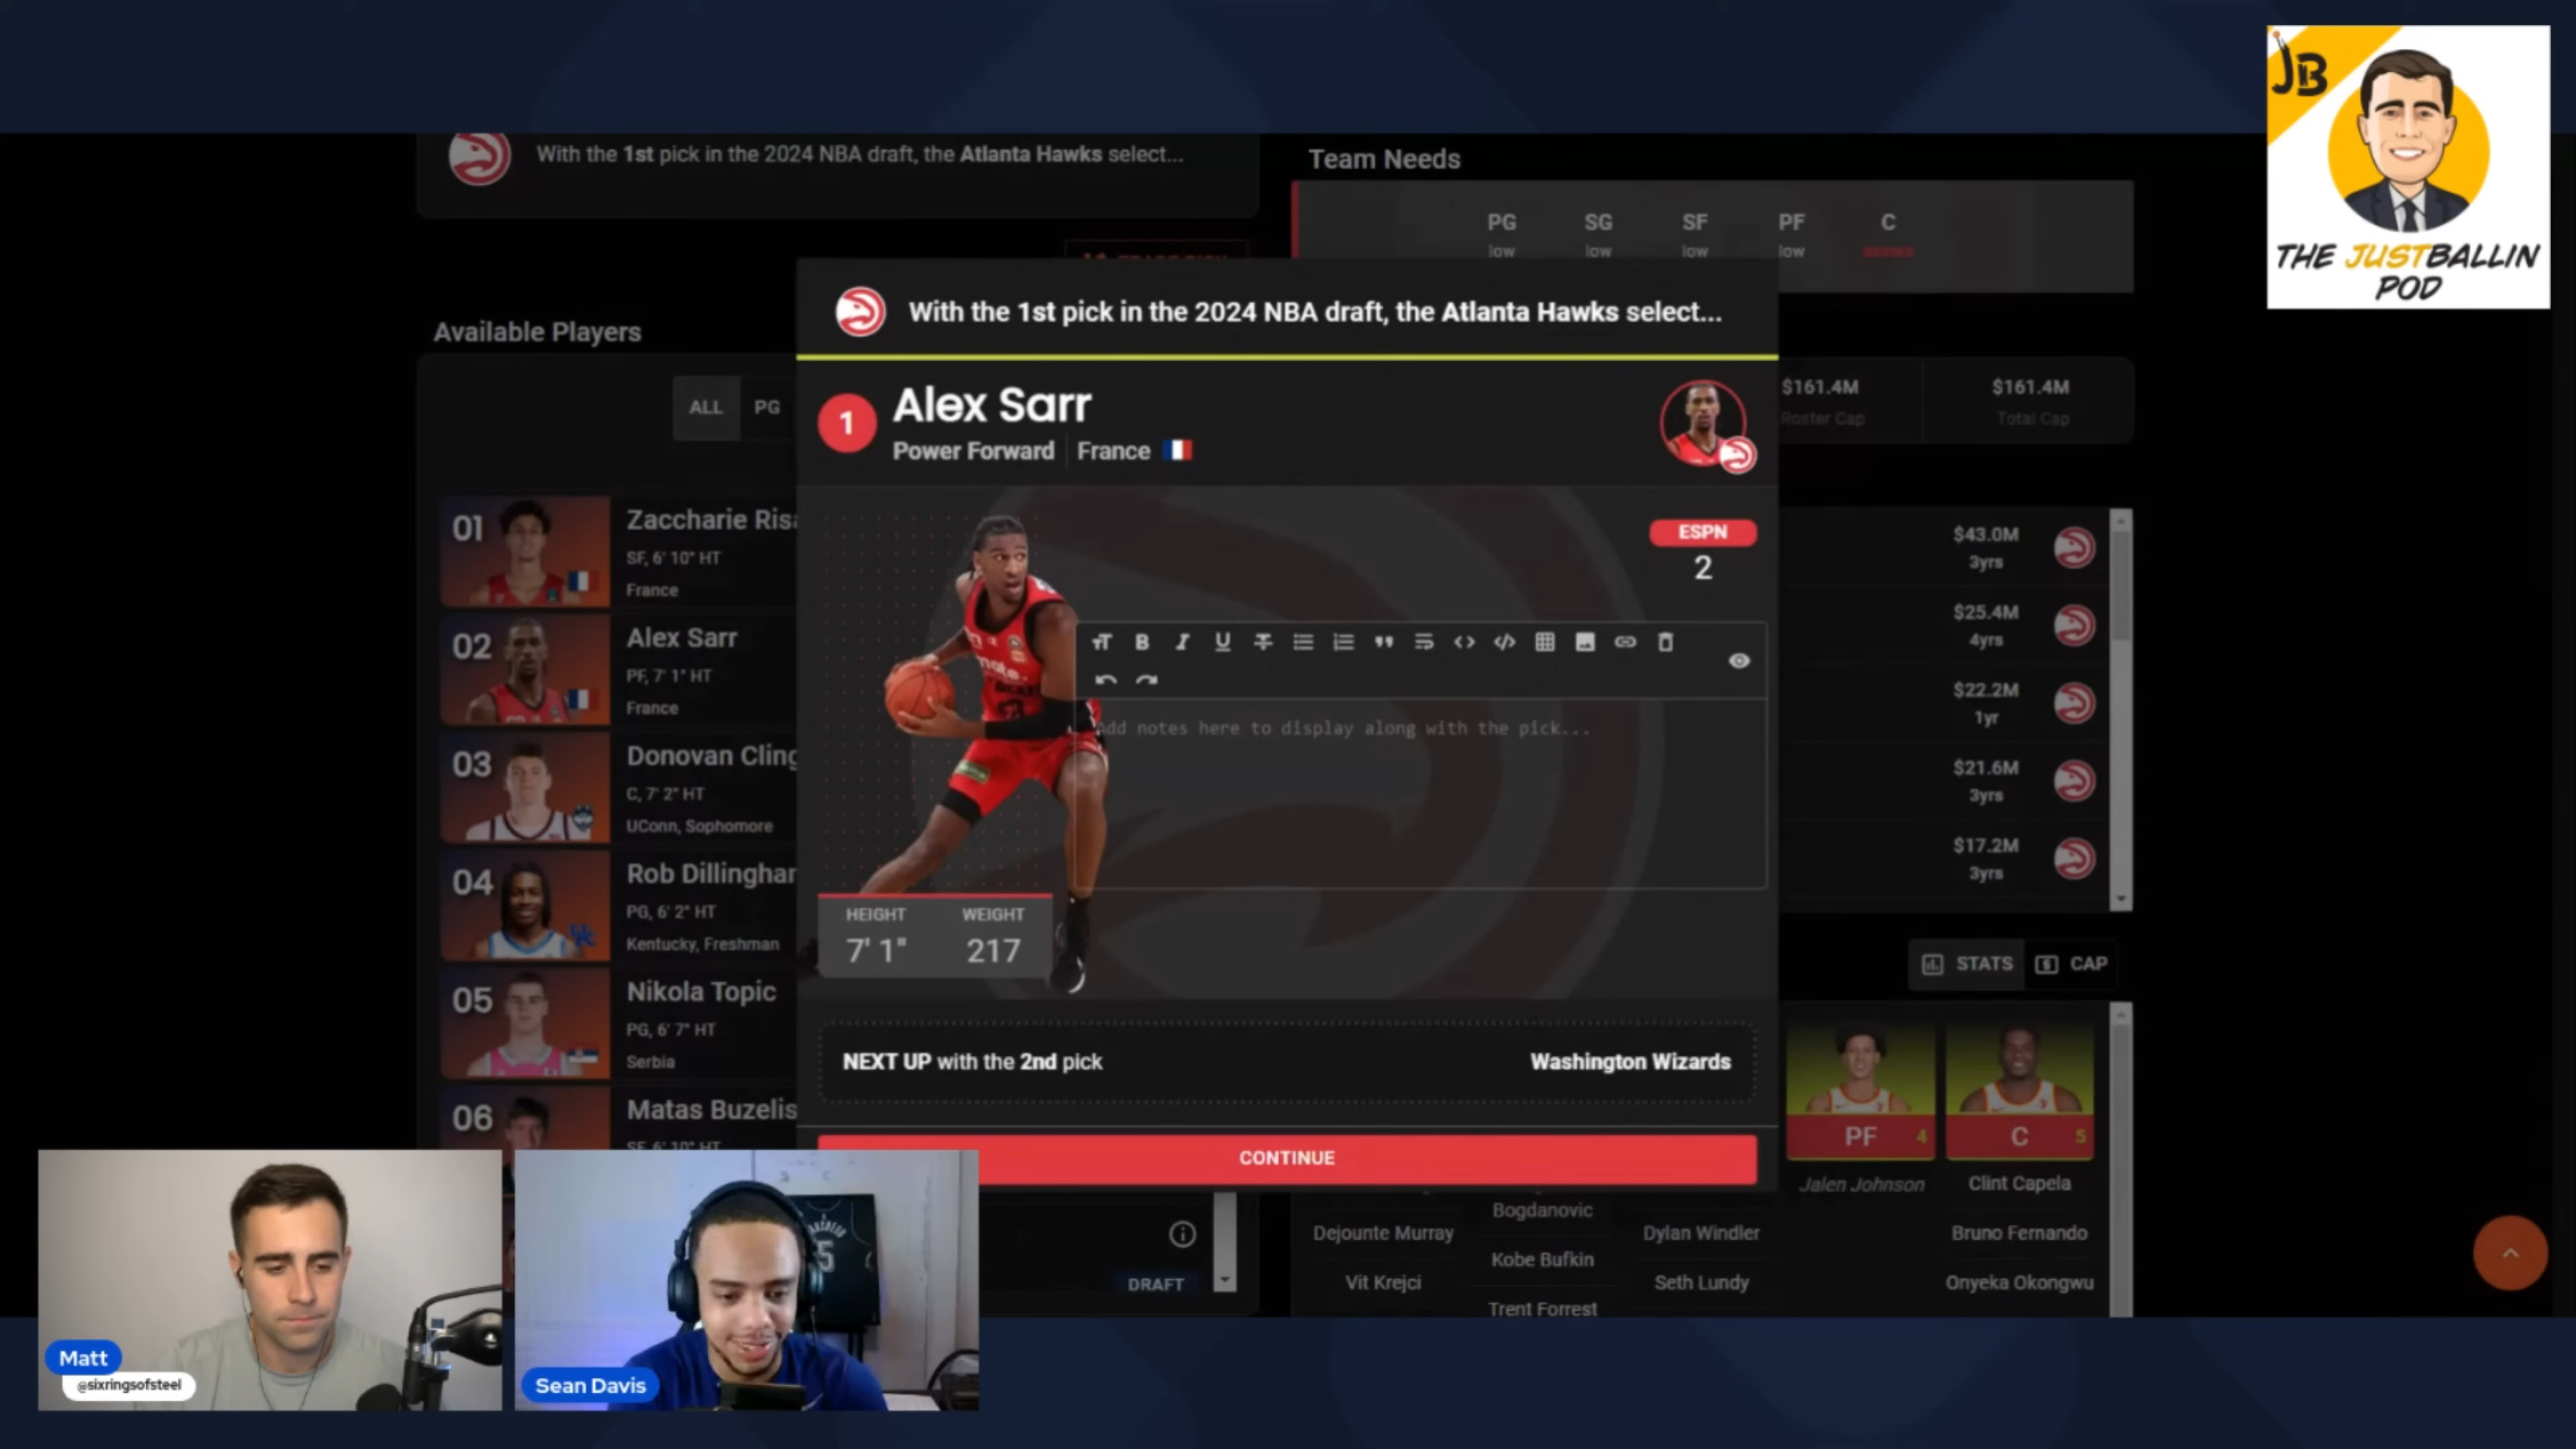 JB
THE JUSTBALLIN
POD
With the 1st pick in the 2024 NBA draft, the Atlanta Hawks select...
Team Needs
PG SG SF PF C
low low low low
With the 1st pick in the 2024 NBA draft, the Atlanta Hawks select...
Available Players
ALL PG
1
Alex Sarr
Power Forward France
$161.4M
Roster Cap
$161.4M
Total Cap
01
Zaccharie Risa
SF, 6' 10" HT
France
02
Alex Sarr
PF, 7' 1" HT
France
03
Donovan Cling
C, 7' 2" HT
UConn, Sophomore
04
Rob Dillinghar
PG, 6' 2" HT
Kentucky, Freshman
05
Nikola Topic
PG, 6' 7" HT
Serbia
06
Matas Buzelis
SF, 6' 10" HT
ESPN
2
Add notes here to display along with the pick...
HEIGHT WEIGHT
7' 1" 217
$43.0M
3yrs
$25.4M
4yrs
$22.2M
1yr
$21.6M
3yrs
$17.2M
3yrs
STATS CAP
NEXT UP with the 2nd pick Washington Wizards
CONTINUE
PF 4
C 5
Jalen Johnson
Clint Capela
Bogdanovic
Dejounte Murray
Dylan Windler
Bruno Fernando
Kobe Bufkin
Vit Krejci
Seth Lundy
Onyeka Okongwu
Trent Forrest
DRAFT
Matt
@sixringsofsteel
Sean Davis
5